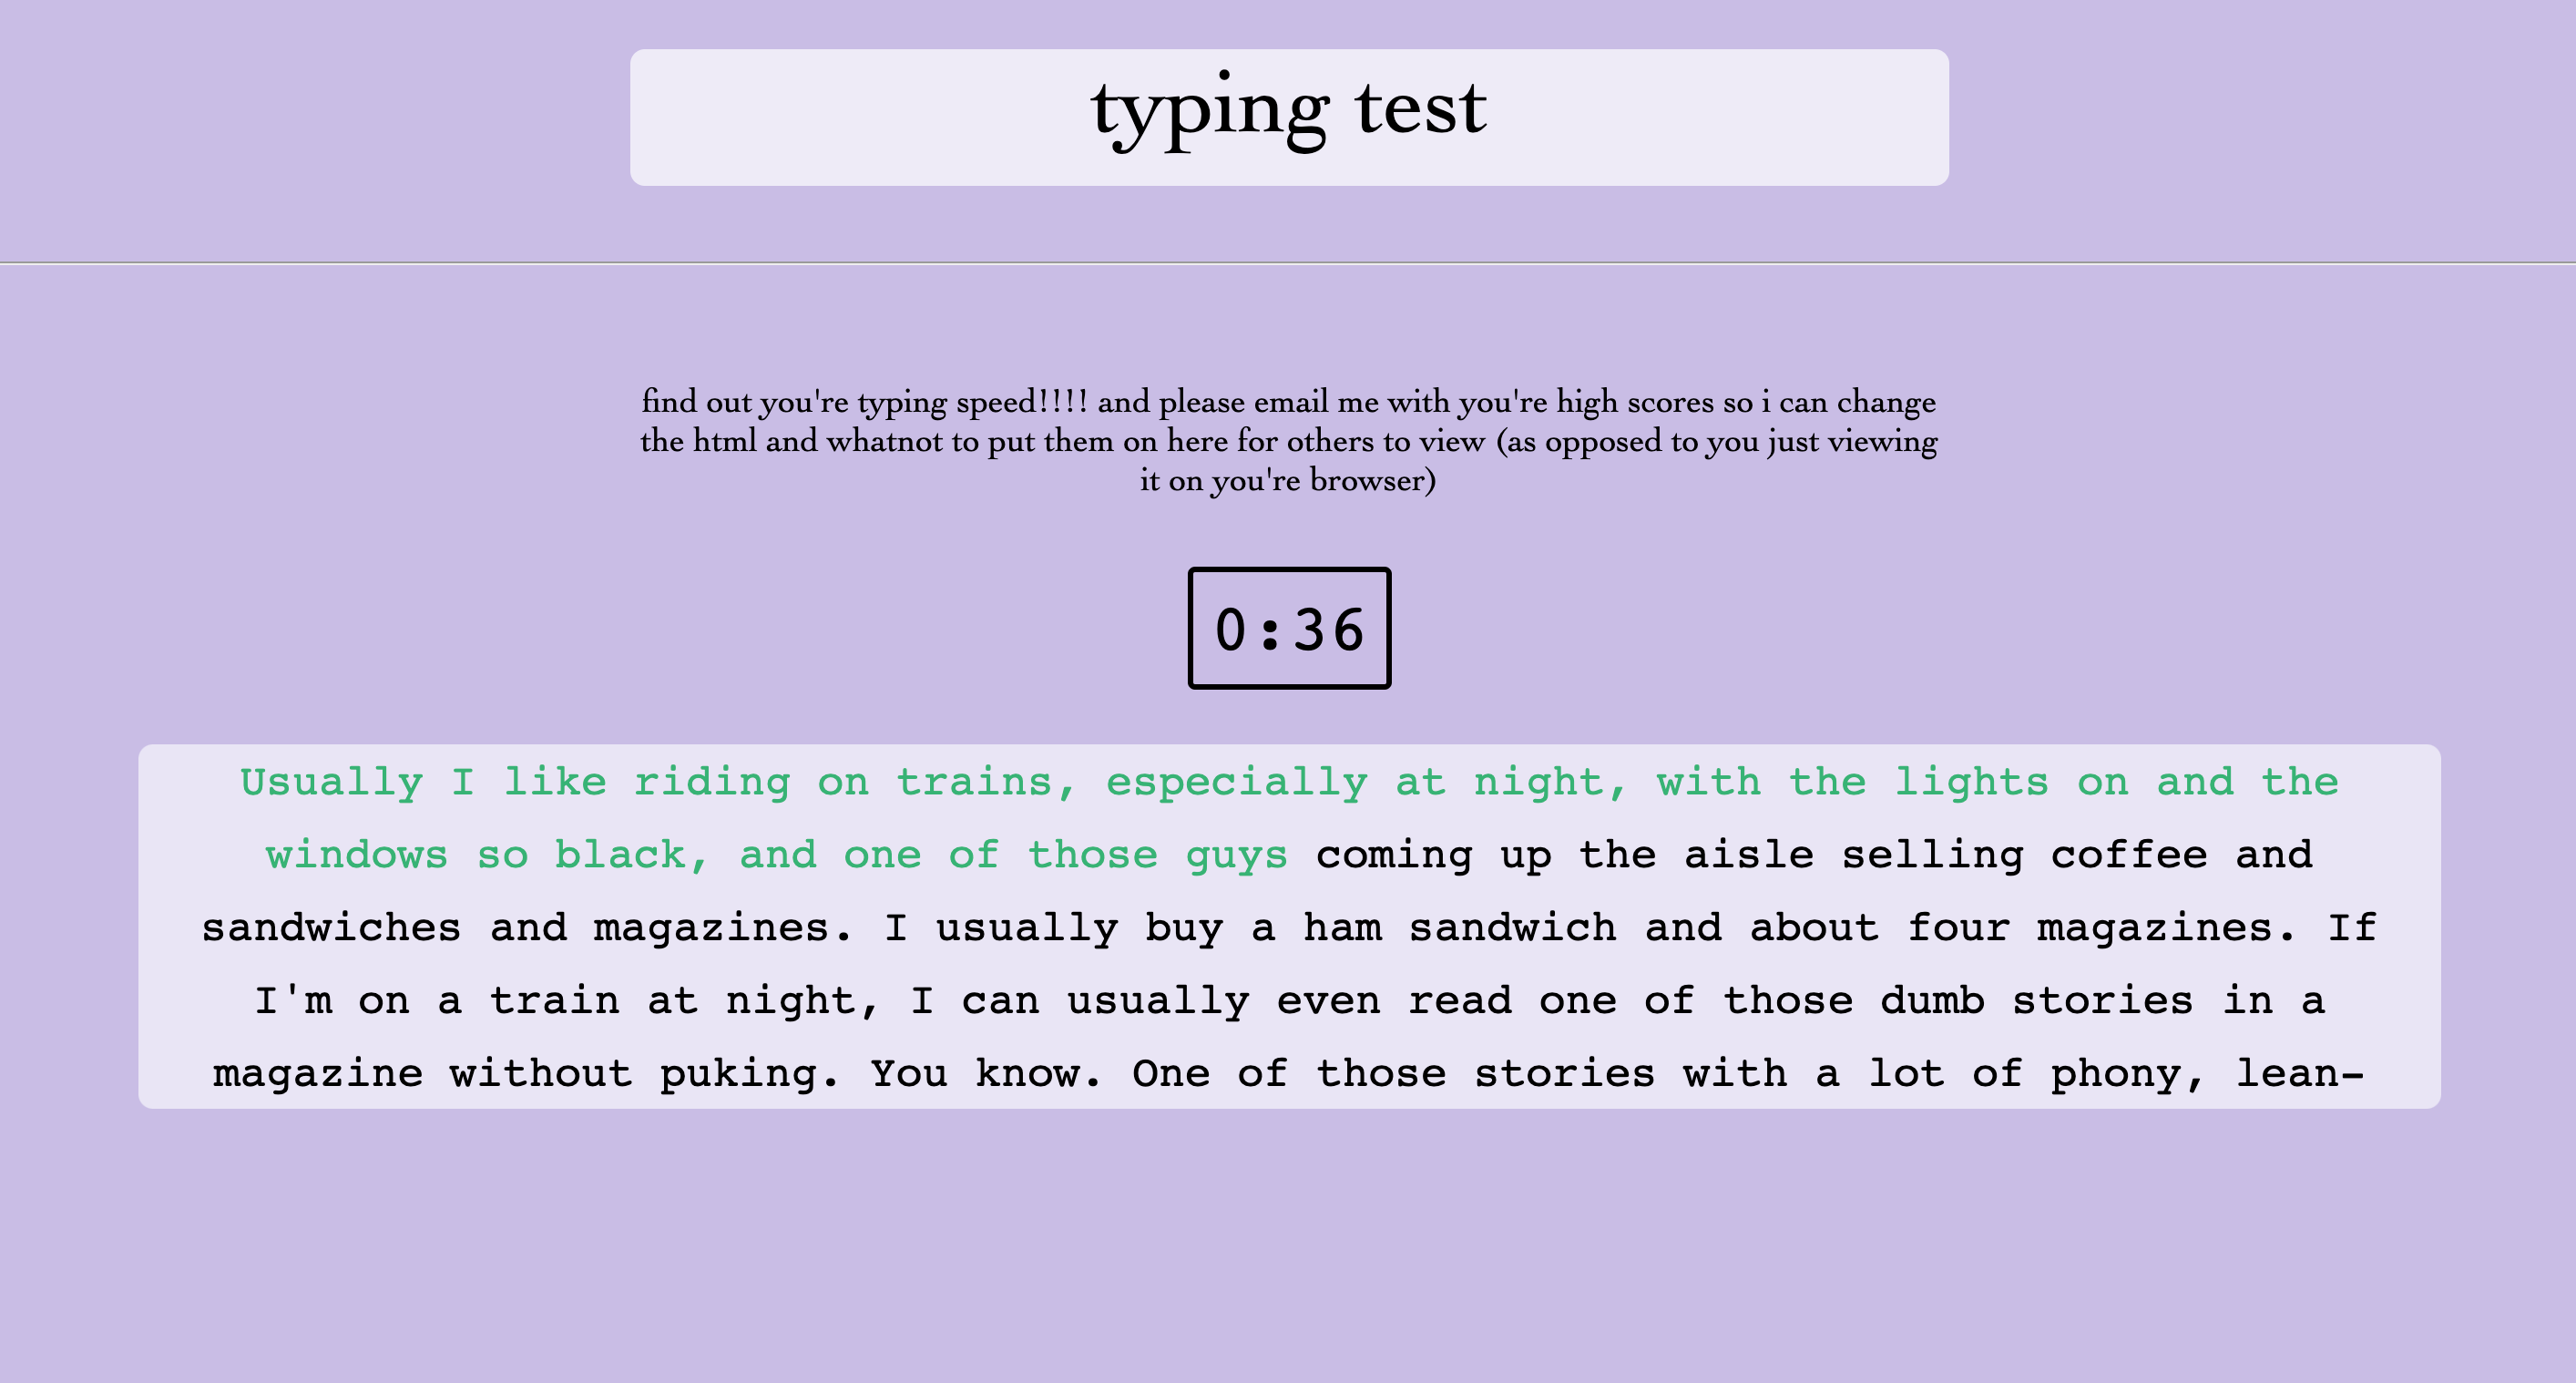 typing test
find out you're typing speed!!!! and please email me with you're high scores so i can change
the html and whatnot to put them on here for others to view (as opposed to you just viewing
it on you're browser)
0:36
Usually I like riding on trains, especially at night, with the lights on and the
windows so black, and one of those guys coming up the aisle selling coffee and
sandwiches and magazines. I usually buy a ham sandwich and about four magazines. If
I'm on a train at night, I can usually even read one of those dumb stories in a
magazine without puking. You know. One of those stories with a lot of phony, lean-